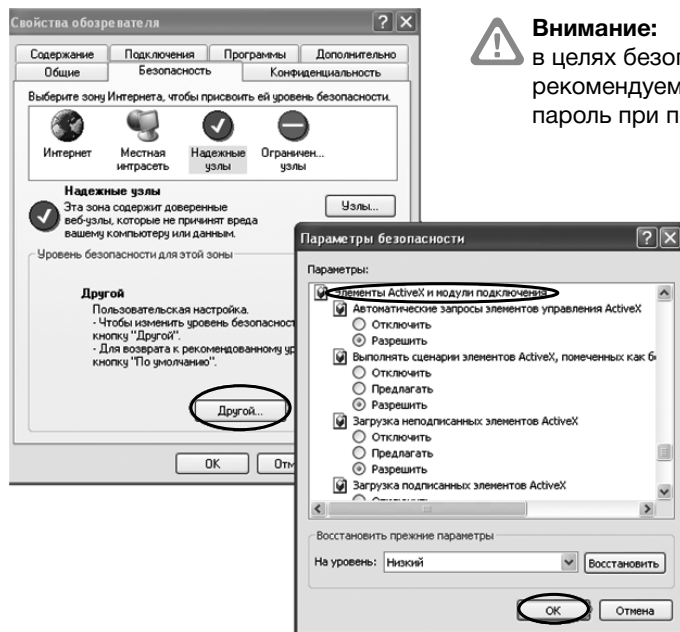 Свойства обозревателя
Содержание Подключения Программы Дополнительно
Общие Безопасность Конфиденциальность
Выберите зону Интернета, чтобы присвоить ей уровень безопасности.
Интернет
Местная
интрасеть
Надежные
узлы
Ограничен...
узлы
Надежные узлы
Эта зона содержит доверенные
веб-узлы, которые не причинят вреда
вашему компьютеру или данным.
Узлы...
Уровень безопасности для этой зоны
Другой
Пользовательская настройка.
- Чтобы изменить уровень безопасност
кнопку "Другой".
- Для возврата к рекомендованному ур
кнопку "По умолчанию".
Другой...
OK Отм
Внимание:
в целях безоп
рекомендуем
пароль при п
Параметры безопасности
Параметры:
Элементы ActiveX и модули подключения
Автоматические запросы элементов управления ActiveX
Отключить
Разрешить
Выполнять сценарии элементов ActiveX, помеченных как б
Отключить
Предлагать
Разрешить
Загрузка неподписанных элементов ActiveX
Отключить
Предлагать
Разрешить
Загрузка подписанных элементов ActiveX
Восстановить прежние параметры
На уровень: Низкий Восстановить
OK Отмена